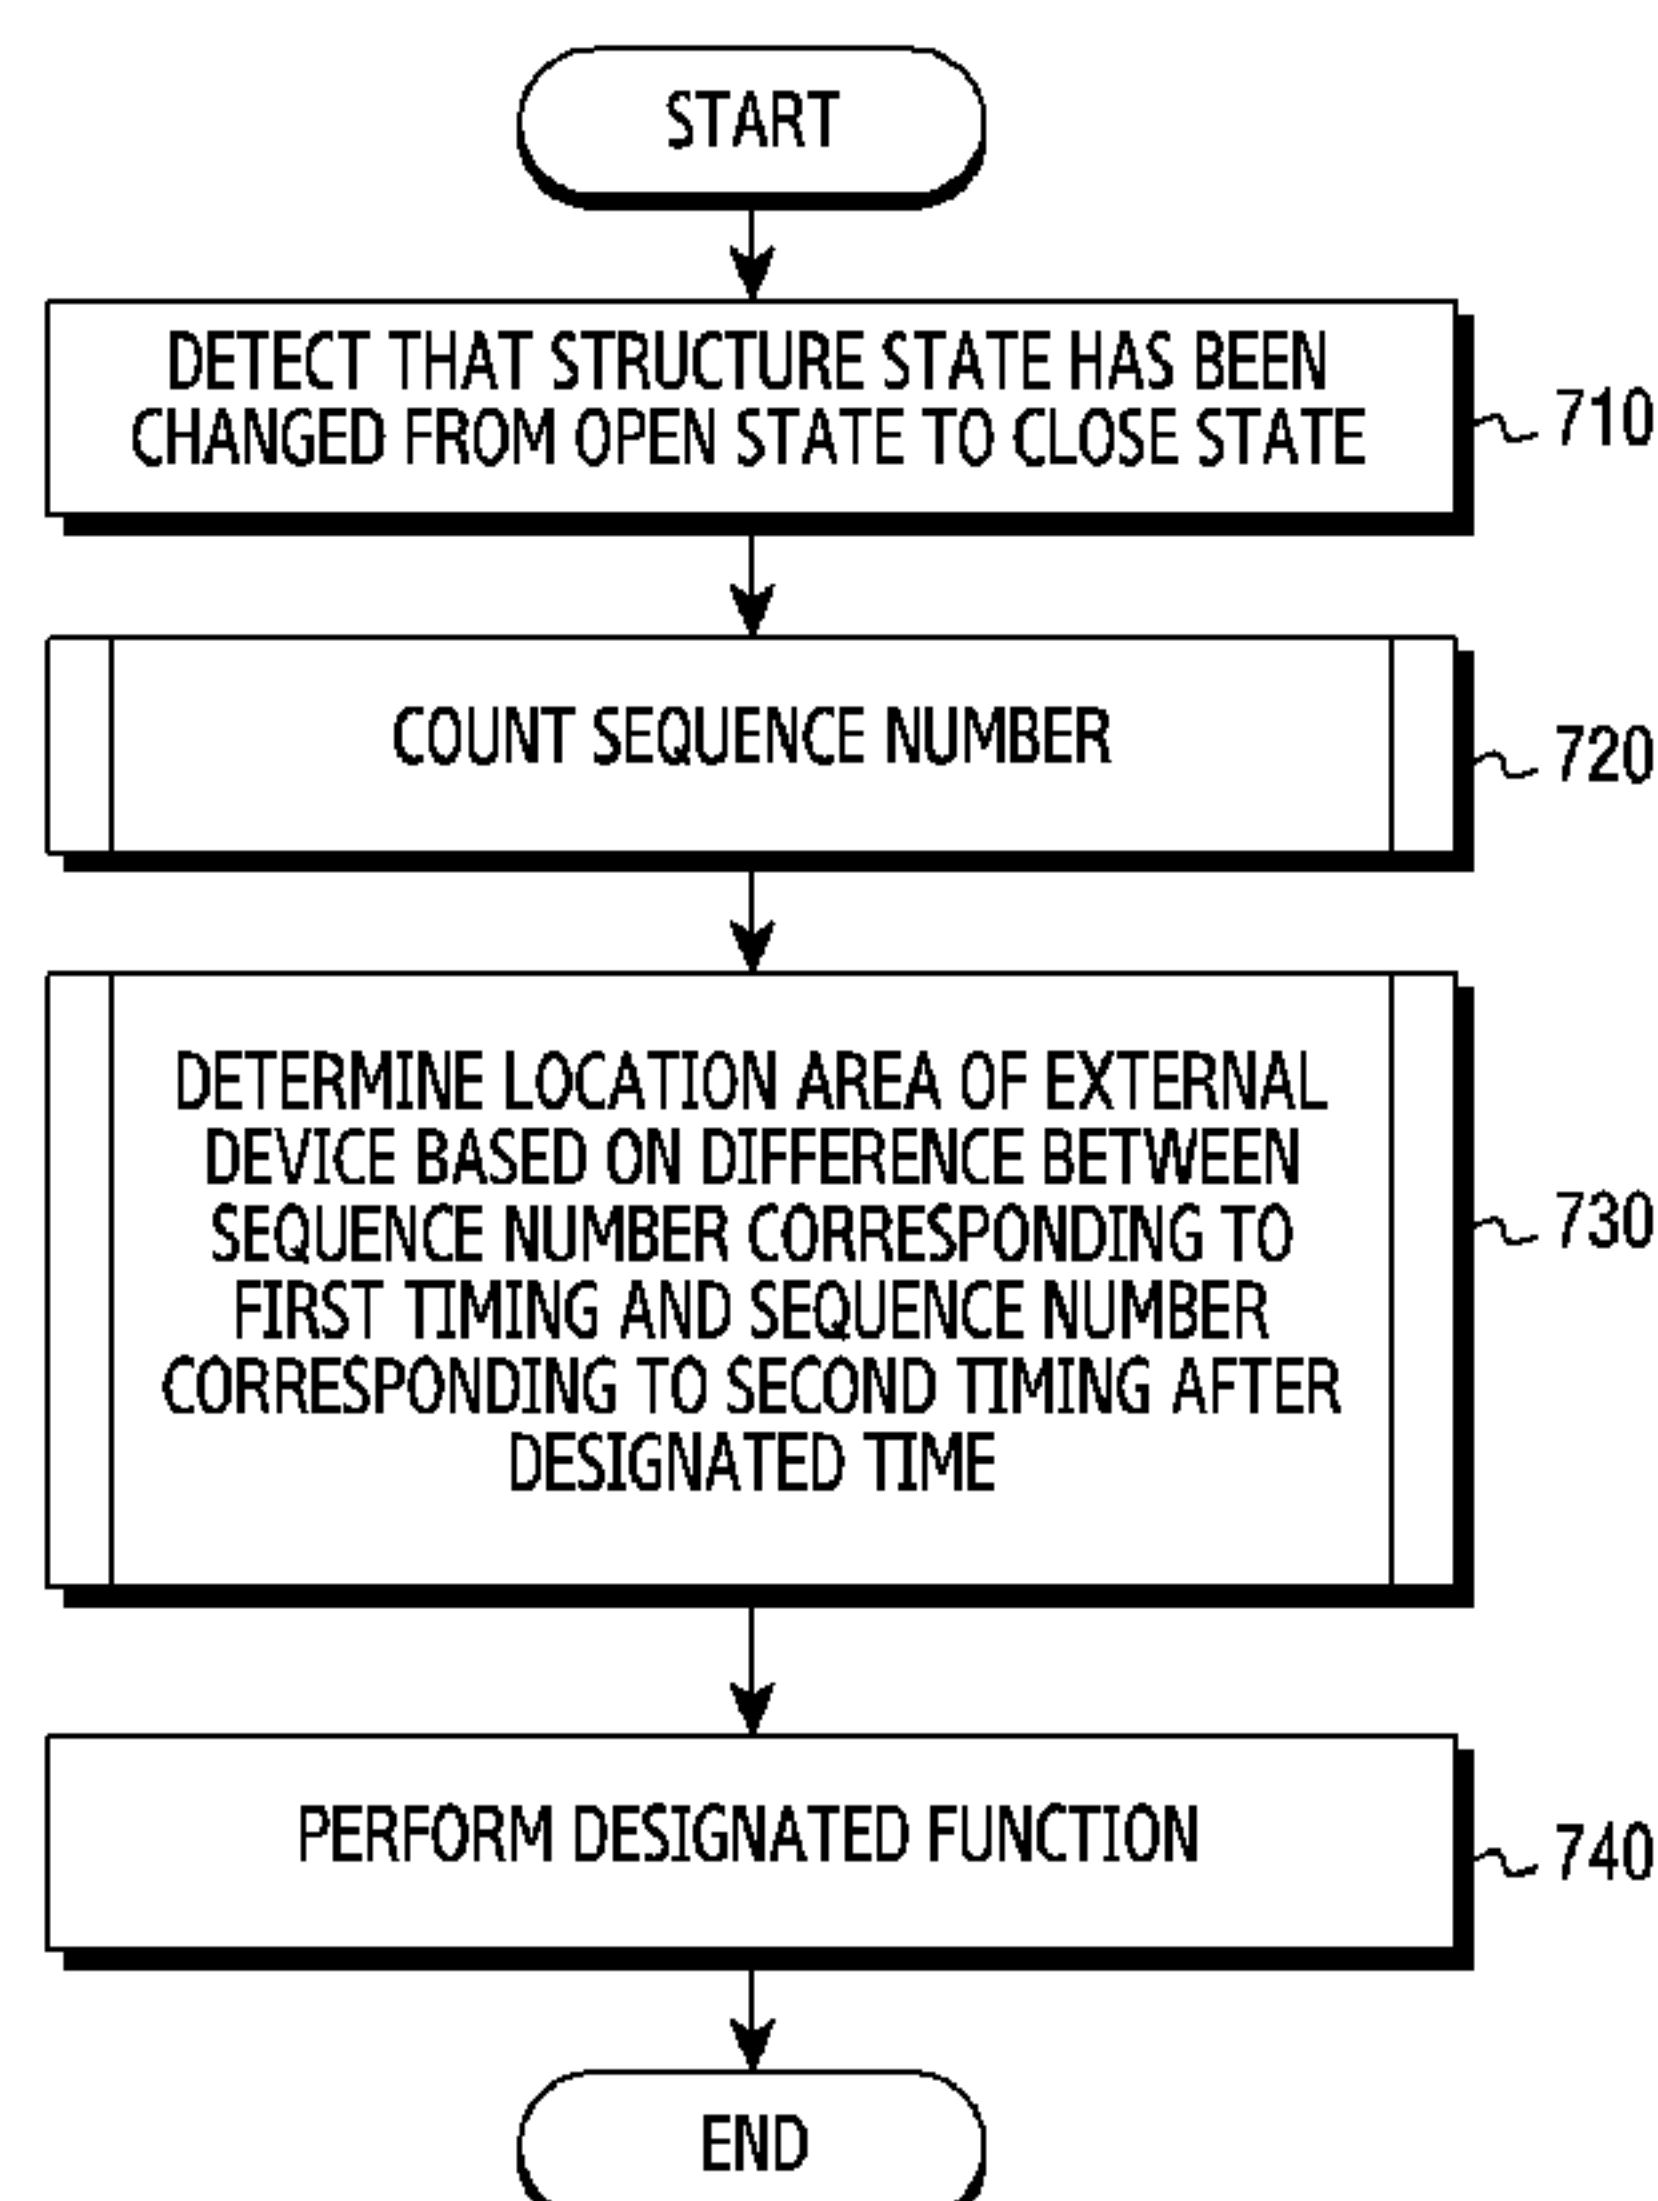 START
DETECT THAT STRUCTURE STATE HAS BEEN
CHANGED FROM OPEN STATE TO CLOSE STATE
710
COUNT SEQUENCE NUMBER
720
DETERMINE LOCATION AREA OF EXTERNAL
DEVICE BASED ON DIFFERENCE BETWEEN
SEQUENCE NUMBER CORRESPONDING TO
FIRST TIMING AND SEQUENCE NUMBER
CORRESPONDING TO SECOND TIMING AFTER
DESIGNATED TIME
730
PERFORM DESIGNATED FUNCTION
740
END